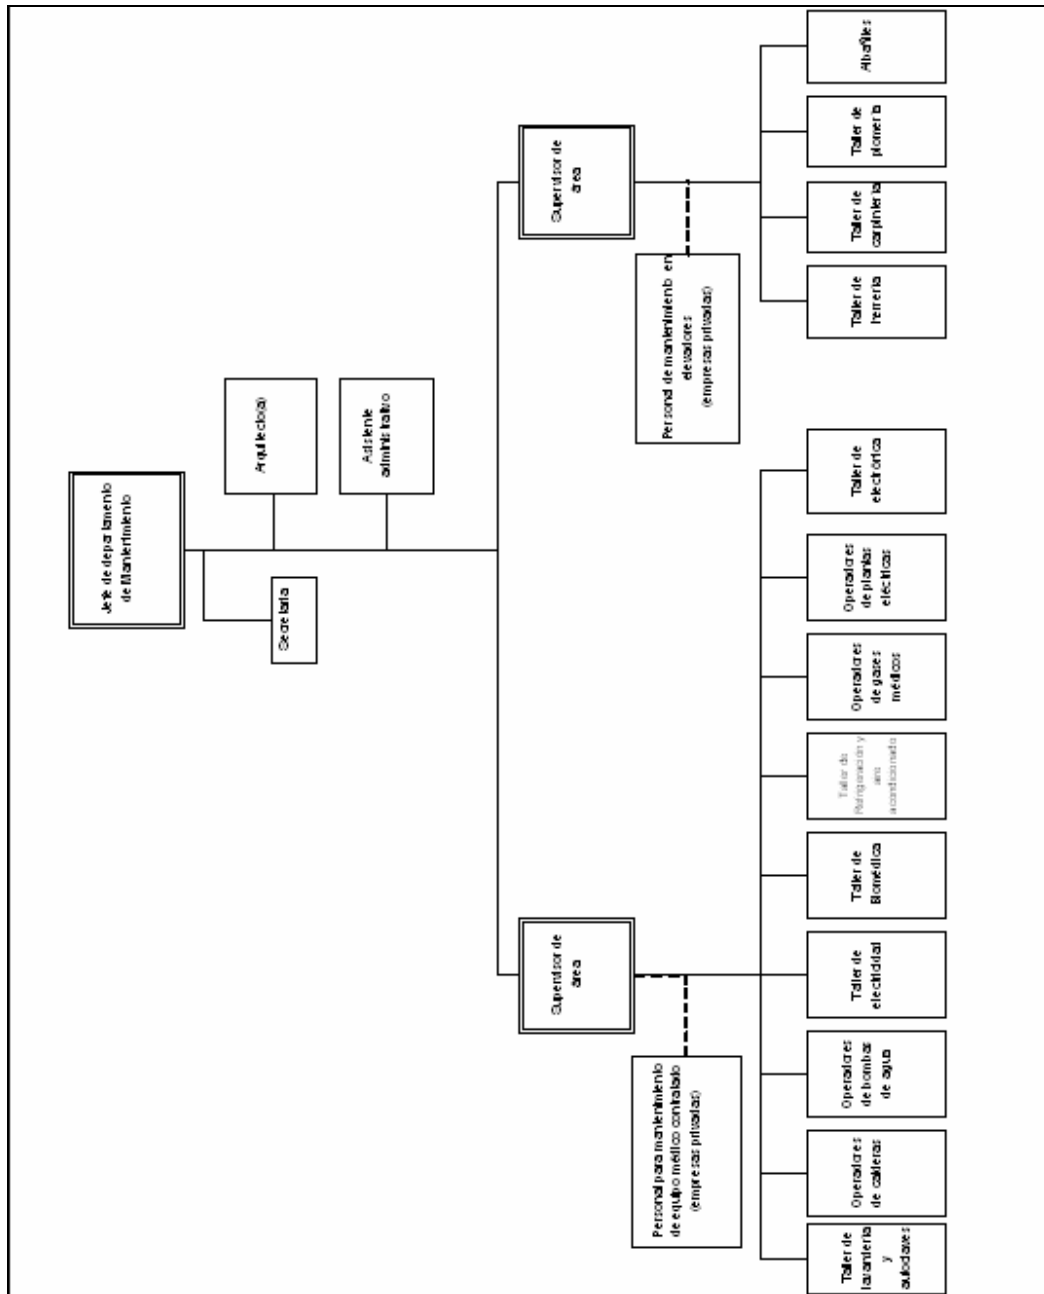 Jefe de departamento
de Mantenimiento
Secretaria
Arquitecto(a)
Asistente
administrativo
Supervisor de
área
Supervisor de
área
Personal para mantenimiento
de equipo médico contratado
(empresas privadas)
Personal de mantenimiento en
elevadores
(empresas privadas)
Taller de
lavantería
y
autoclaves
Operadores
de calderas
Operadores
de bombas
de agua
Taller de
electricidad
Taller de
Biomédica
Taller de
Refrigeración y
aire
acondicionado
Operadores
de gases
médicos
Operadores
de plantas
eléctricas
Taller de
electrónica
Taller de
herrería
Taller de
carpintería
Taller de
plomería
Albañiles